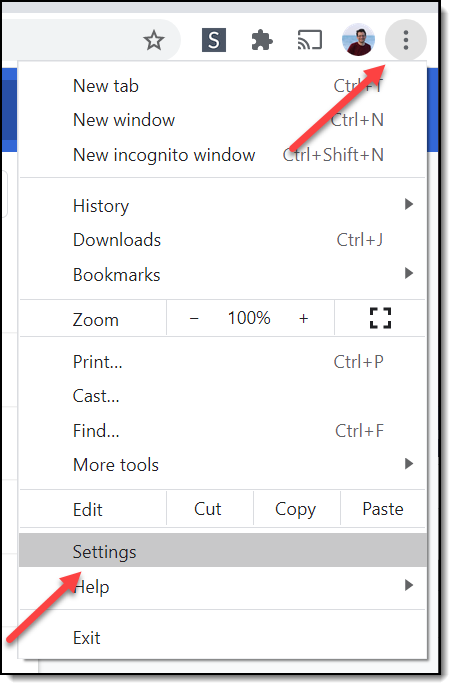 S
New tab Ctrl+T
New window Ctrl+N
New incognito window Ctrl+Shift+N
History
Downloads Ctrl+J
Bookmarks
Zoom − 100% +
Print... Ctrl+P
Cast...
Find... Ctrl+F
More tools
Edit Cut Copy Paste
Settings
Help
Exit